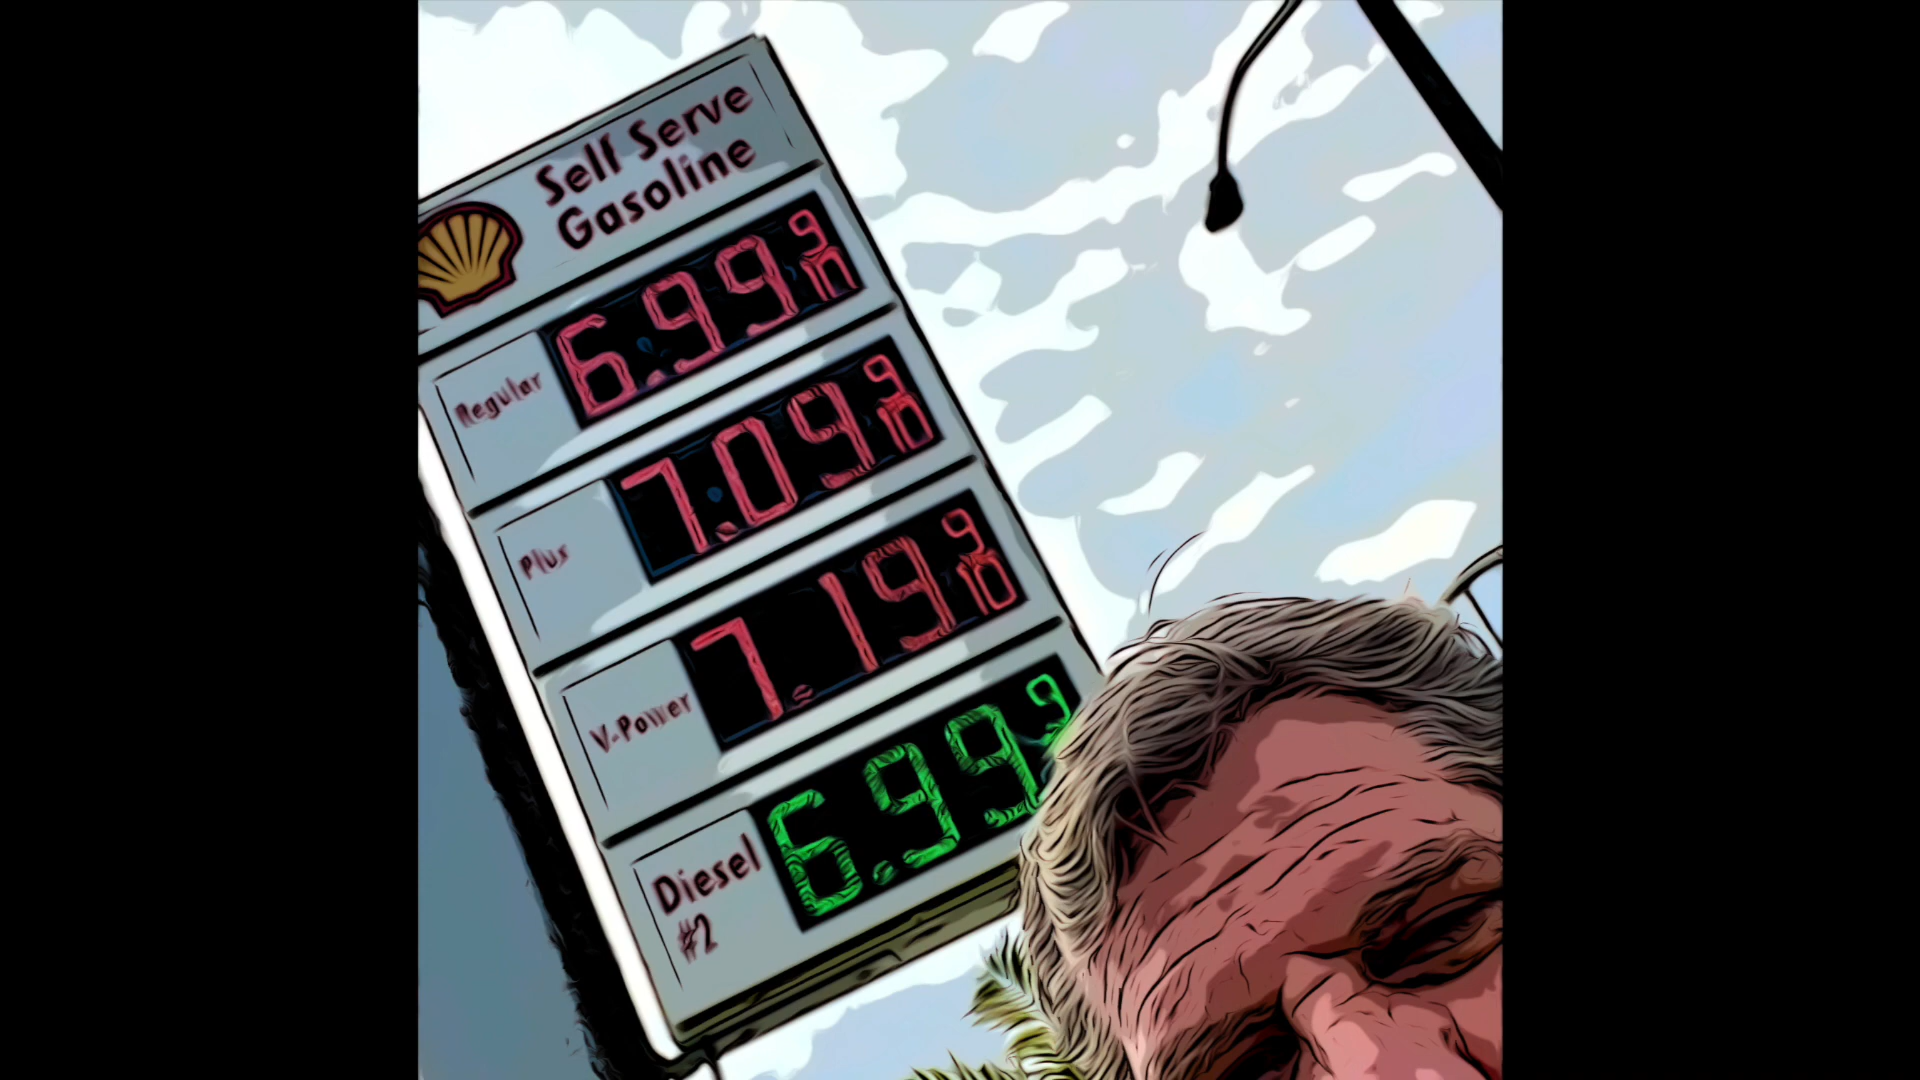 Self Serve
Gasoline
Regular 6.99 9/10
Plus 7.09 9/10
V-Power 7.19 9/10
Diesel 6.99 9
#2